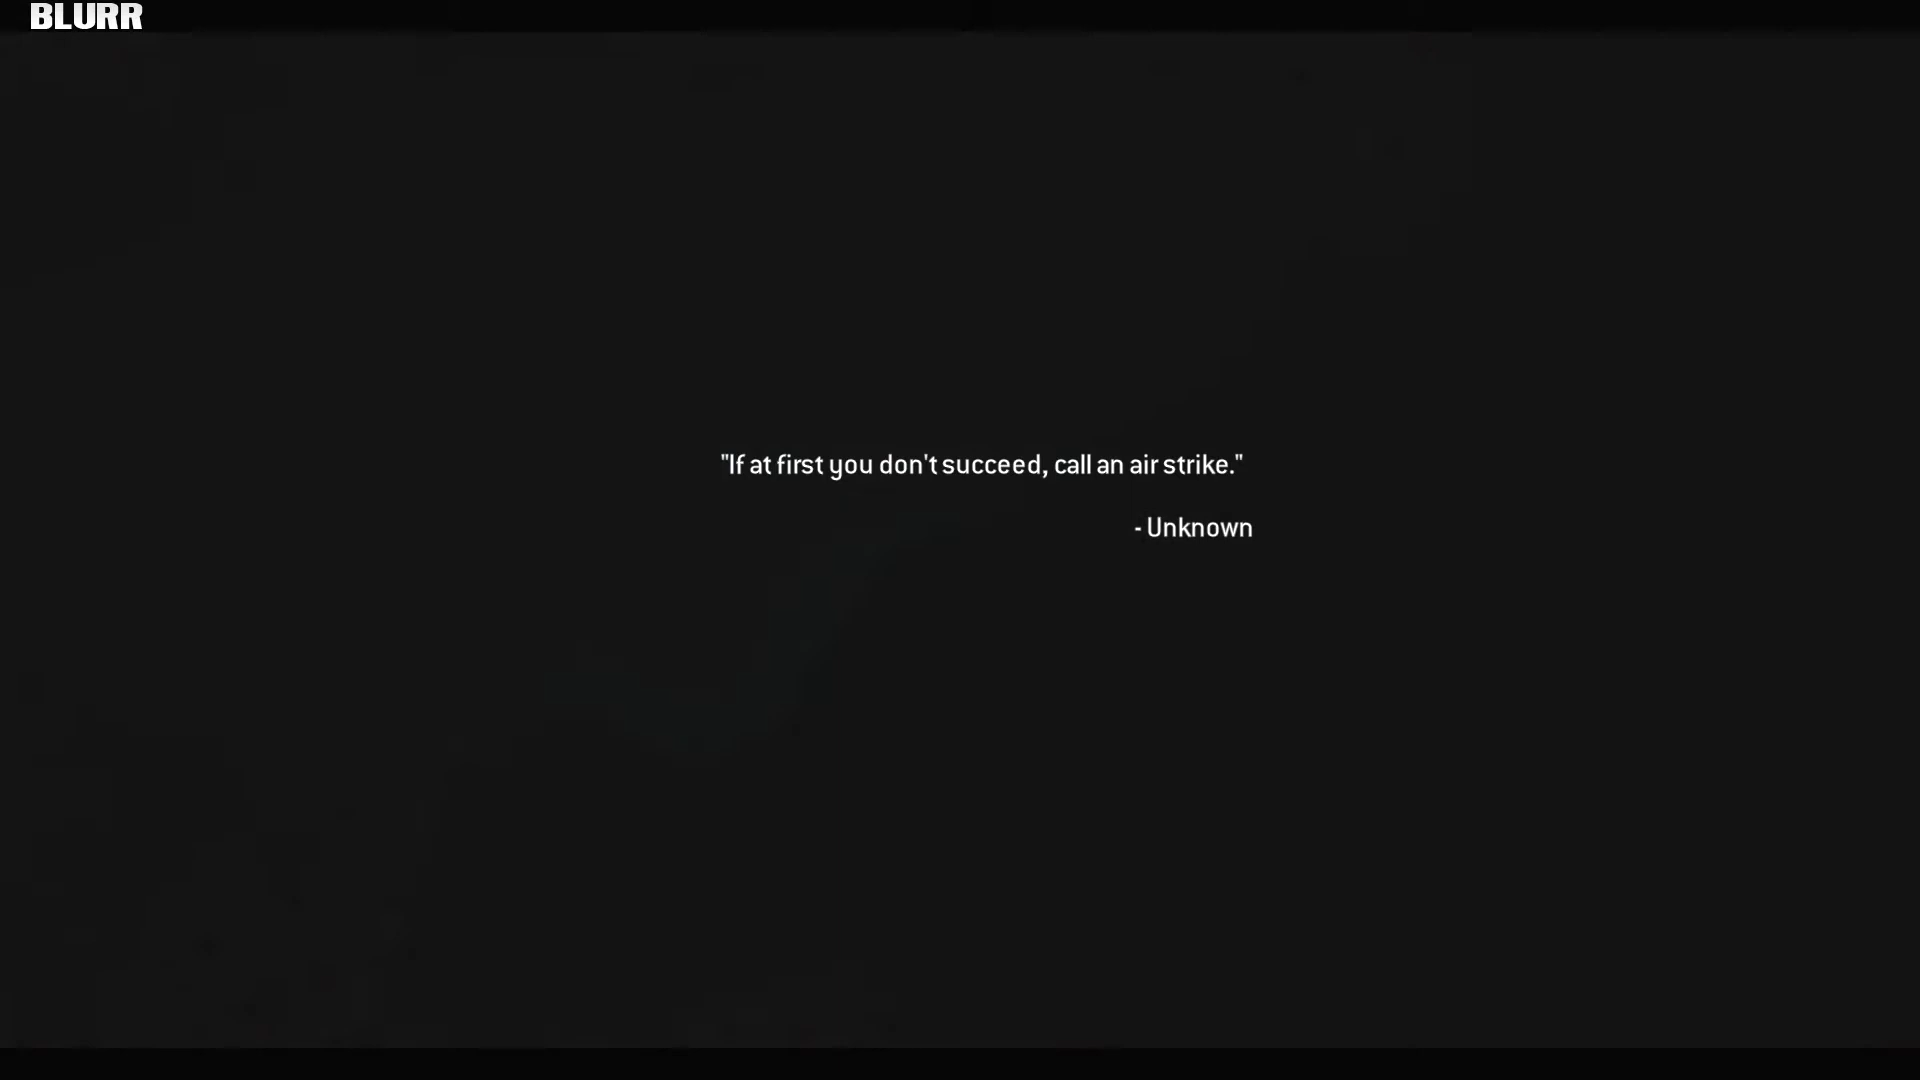 BLURR
"If at first you don't succeed, call an air strike."
- Unknown